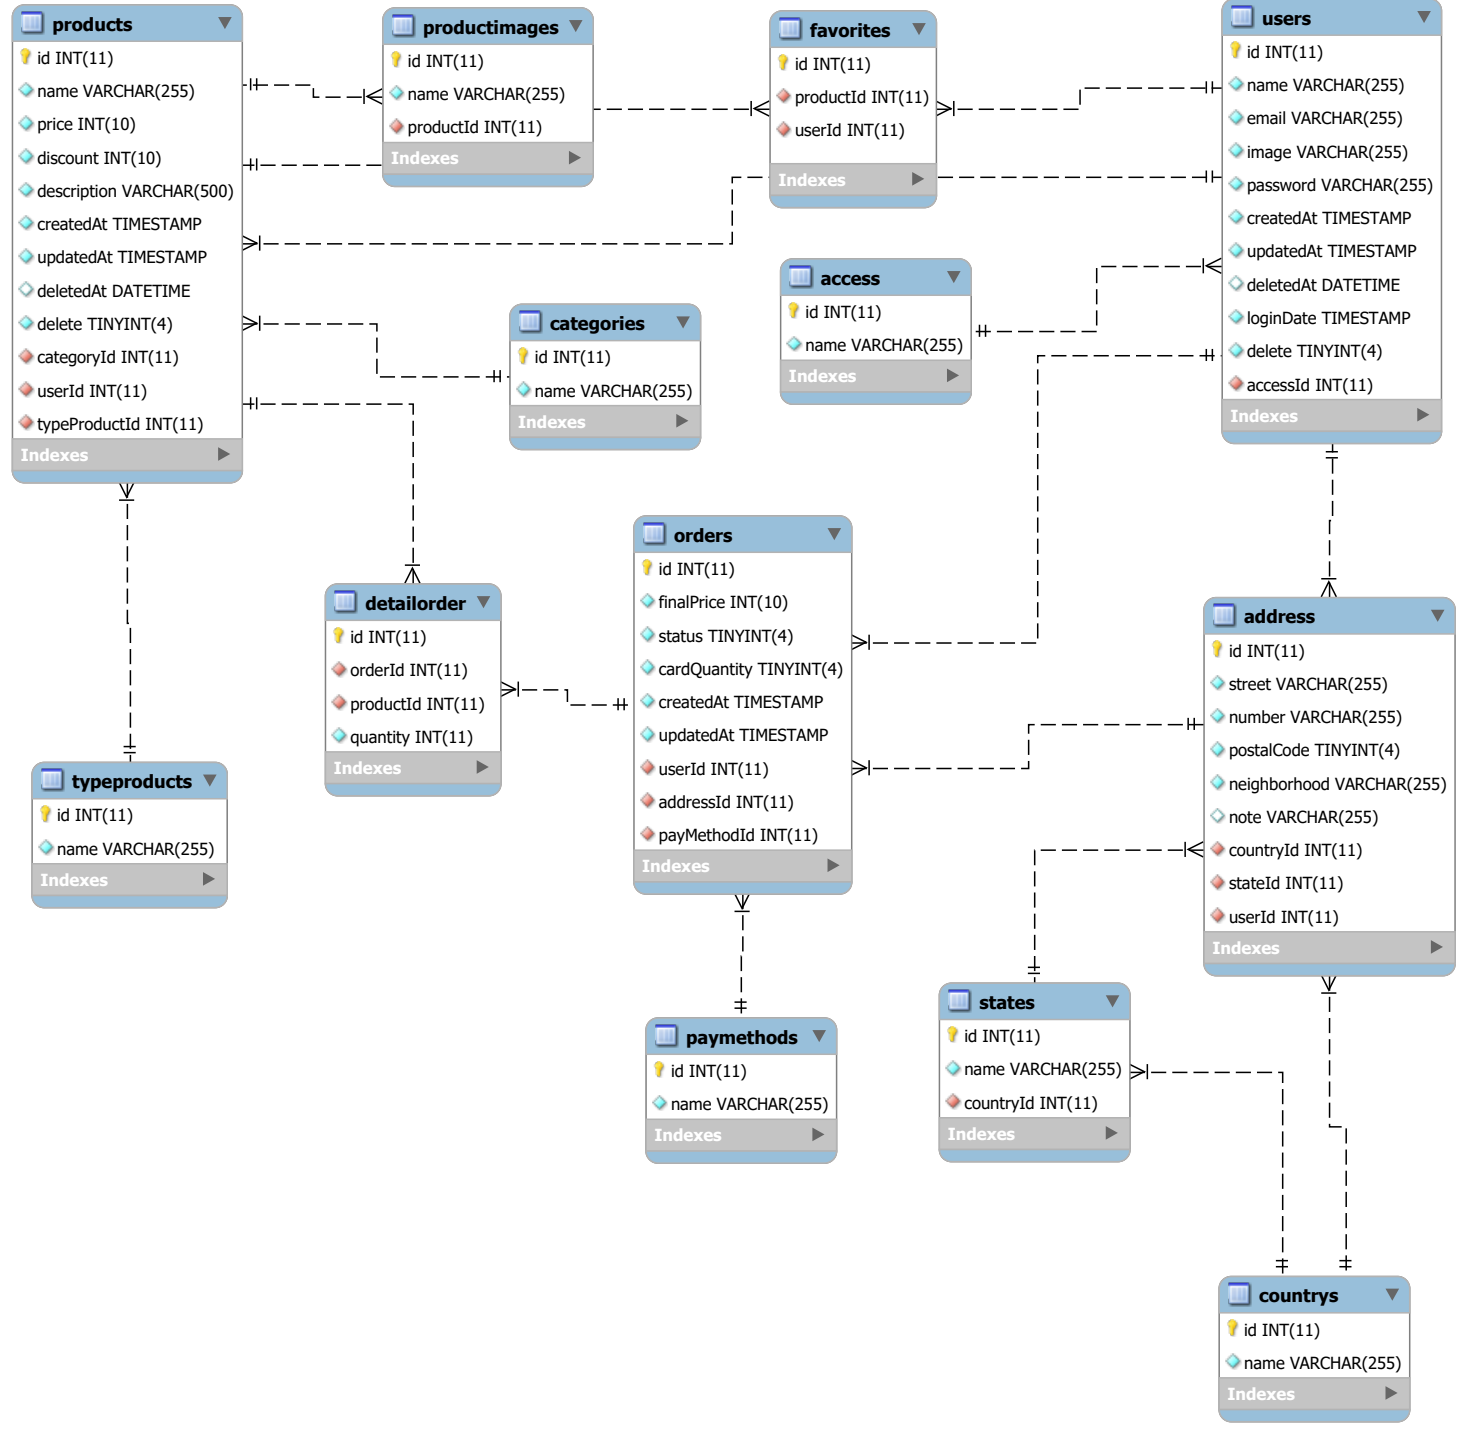 products
id INT(11)
name VARCHAR(255)
price INT(10)
discount INT(10)
description VARCHAR(500)
createdAt TIMESTAMP
updatedAt TIMESTAMP
deletedAt DATETIME
delete TINYINT(4)
categoryId INT(11)
userId INT(11)
typeProductId INT(11)
Indexes
productimages
id INT(11)
name VARCHAR(255)
productId INT(11)
Indexes
favorites
id INT(11)
productId INT(11)
userId INT(11)
Indexes
users
id INT(11)
name VARCHAR(255)
email VARCHAR(255)
image VARCHAR(255)
password VARCHAR(255)
createdAt TIMESTAMP
updatedAt TIMESTAMP
deletedAt DATETIME
loginDate TIMESTAMP
delete TINYINT(4)
accessId INT(11)
Indexes
access
id INT(11)
name VARCHAR(255)
Indexes
categories
id INT(11)
name VARCHAR(255)
Indexes
orders
id INT(11)
finalPrice INT(10)
status TINYINT(4)
cardQuantity TINYINT(4)
createdAt TIMESTAMP
updatedAt TIMESTAMP
userId INT(11)
addressId INT(11)
payMethodId INT(11)
Indexes
detailorder
id INT(11)
orderId INT(11)
productId INT(11)
quantity INT(11)
Indexes
address
id INT(11)
street VARCHAR(255)
number VARCHAR(255)
postalCode TINYINT(4)
neighborhood VARCHAR(255)
note VARCHAR(255)
countryId INT(11)
stateId INT(11)
userId INT(11)
Indexes
typeproducts
id INT(11)
name VARCHAR(255)
Indexes
states
id INT(11)
name VARCHAR(255)
countryId INT(11)
Indexes
paymethods
id INT(11)
name VARCHAR(255)
Indexes
countrys
id INT(11)
name VARCHAR(255)
Indexes